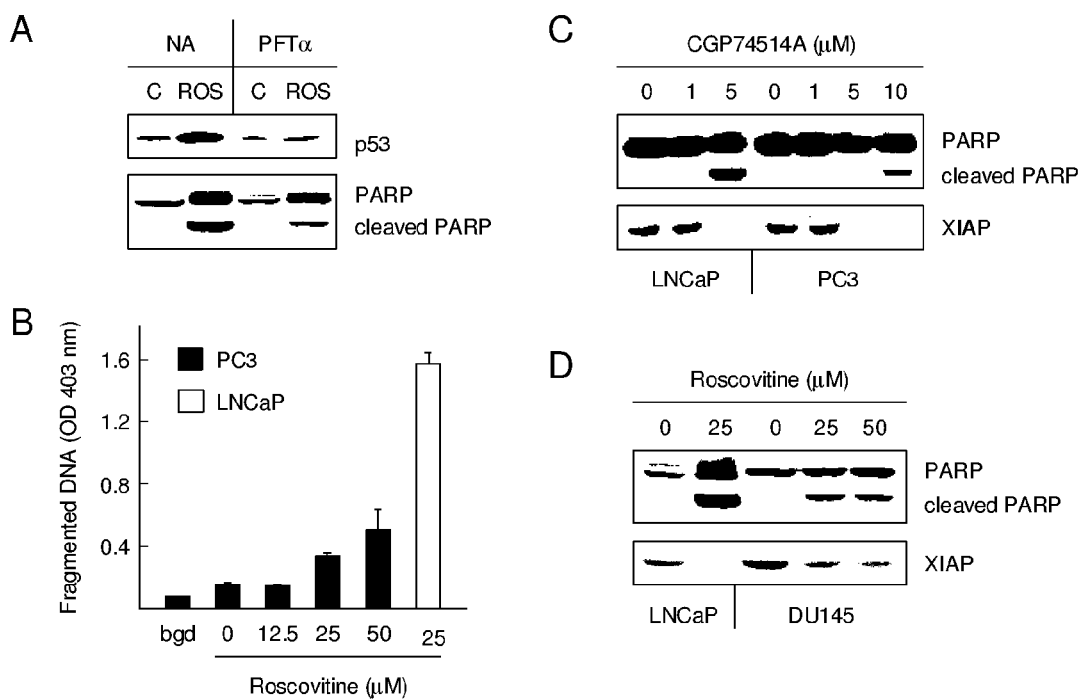 A
NA PFTα
C ROS C ROS
p53
PARP
cleaved PARP
B
Fragmented DNA (OD 403 nm)
1.6
1.2
0.8
0.4
PC3
LNCaP
bgd 0 12.5 25 50 25
Roscovitine (μM)
C
CGP74514A (μM)
0 1 5 0 1 5 10
PARP
cleaved PARP
XIAP
LNCaP PC3
D
Roscovitine (μM)
0 25 0 25 50
PARP
cleaved PARP
XIAP
LNCaP DU145